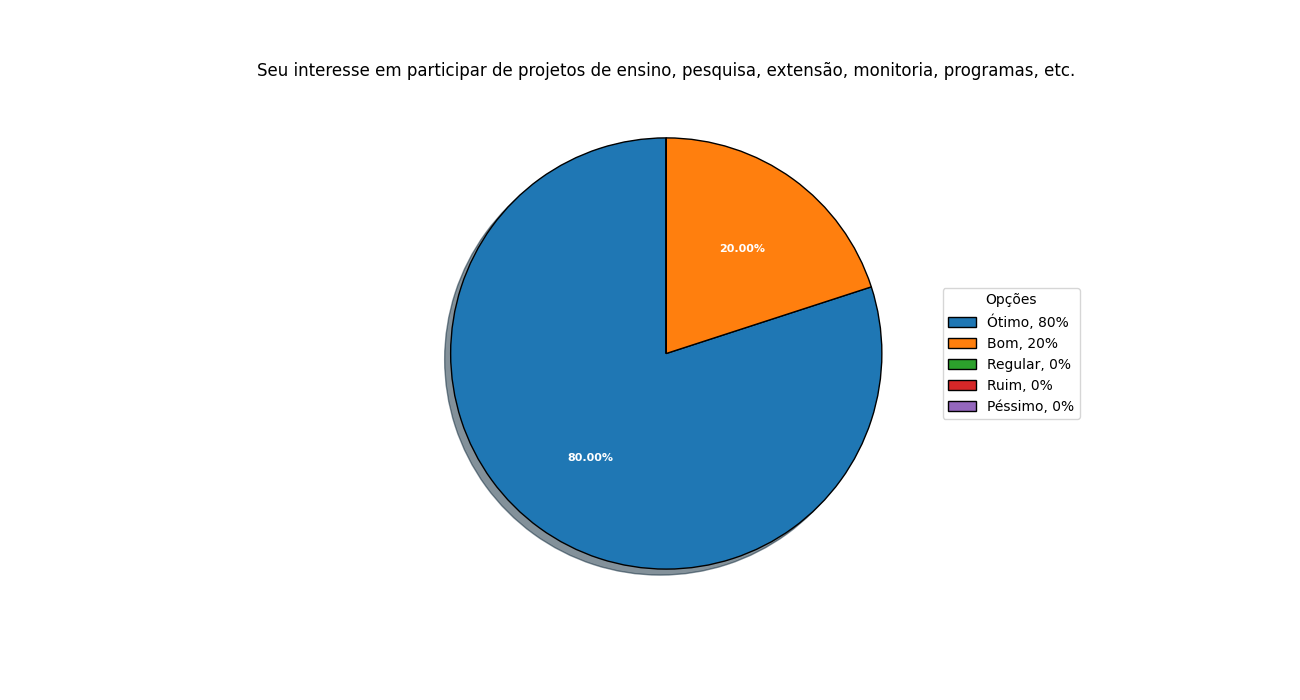 Seu interesse em participar de projetos de ensino, pesquisa, extensão, monitoria, programas, etc.
20.00%
80.00%
Opções
Ótimo, 80%
Bom, 20%
Regular, 0%
Ruim, 0%
Péssimo, 0%